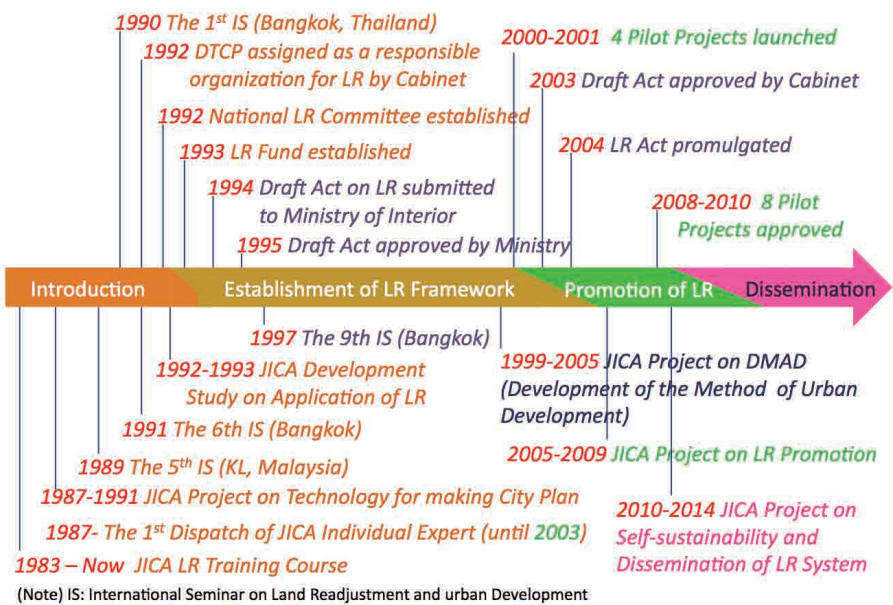 1990 The 1st IS (Bangkok, Thailand)
1992 DTCP assigned as a responsible
organization for LR by Cabinet
1992 National LR Committee established
1993 LR Fund established
1994 Draft Act on LR submitted
to Ministry of Interior
1995 Draft Act approved by Ministry
2000-2001 4 Pilot Projects launched
2003 Draft Act approved by Cabinet
2004 LR Act promulgated
2008-2010 8 Pilot
Projects approved
Introduction
Establishment of LR Framework
Promotion of LR
Dissemination
1997 The 9th IS (Bangkok)
1992-1993 JICA Development
Study on Application of LR
1991 The 6th IS (Bangkok)
1989 The 5th IS (KL, Malaysia)
1987-1991 JICA Project on Technology for making City Plan
1987- The 1st Dispatch of JICA Individual Expert (until 2003)
1983 – Now JICA LR Training Course
1999-2005 JICA Project on DMAD
(Development of the Method of Urban
Development)
2005-2009 JICA Project on LR Promotion
2010-2014 JICA Project on
Self-sustainability and
Dissemination of LR System
(Note) IS: International Seminar on Land Readjustment and urban Development